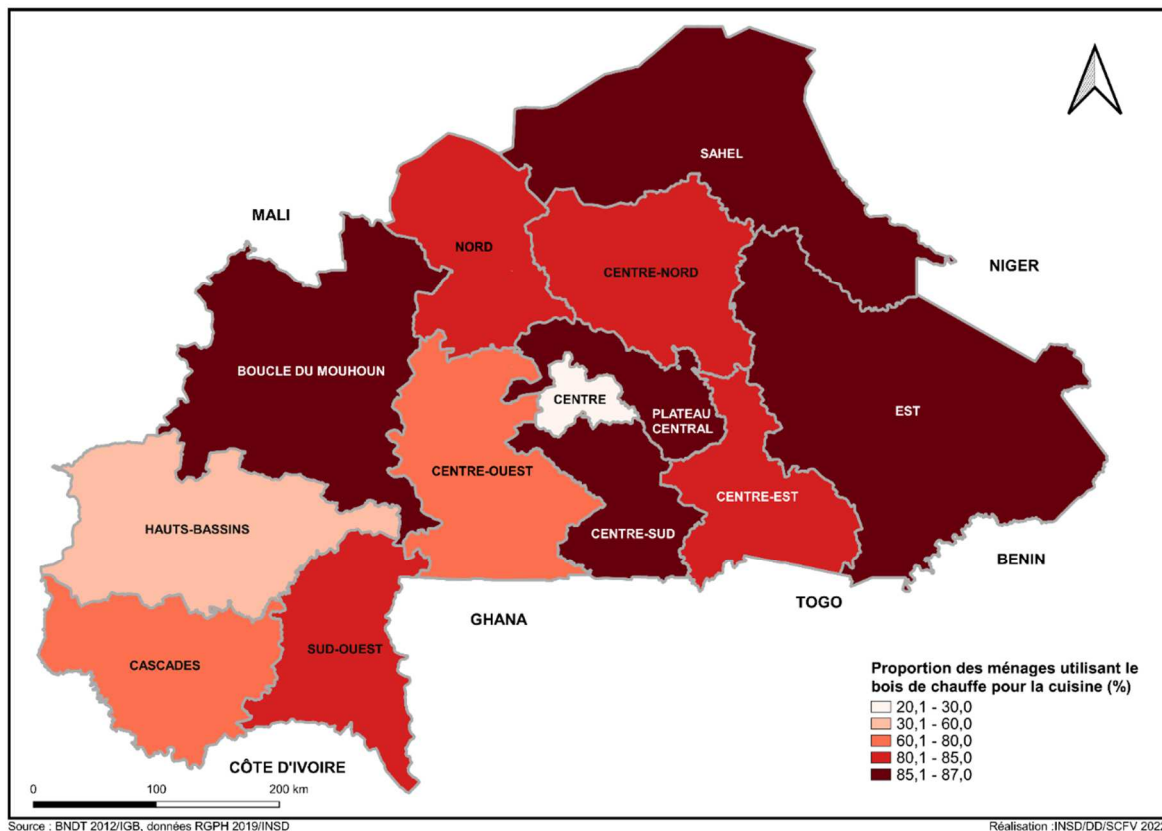 SAHEL
MALI
NORD
CENTRE-NORD
NIGER
BOUCLE DU MOUHOUN
CENTRE
PLATEAU
CENTRAL
EST
CENTRE-OUEST
CENTRE-EST
HAUTS-BASSINS
CENTRE-SUD
BENIN
TOGO
GHANA
SUD-OUEST
CASCADES
CÔTE D'IVOIRE
Proportion des ménages utilisant le
bois de chauffe pour la cuisine (%)
20,1 - 30,0
30,1 - 60,0
60,1 - 80,0
80,1 - 85,0
85,1 - 87,0
0 100 200 km
Source : BNDT 2012/IGB, données RGPH 2019/INSD
Réalisation :INSD/DD/SCFV 2022